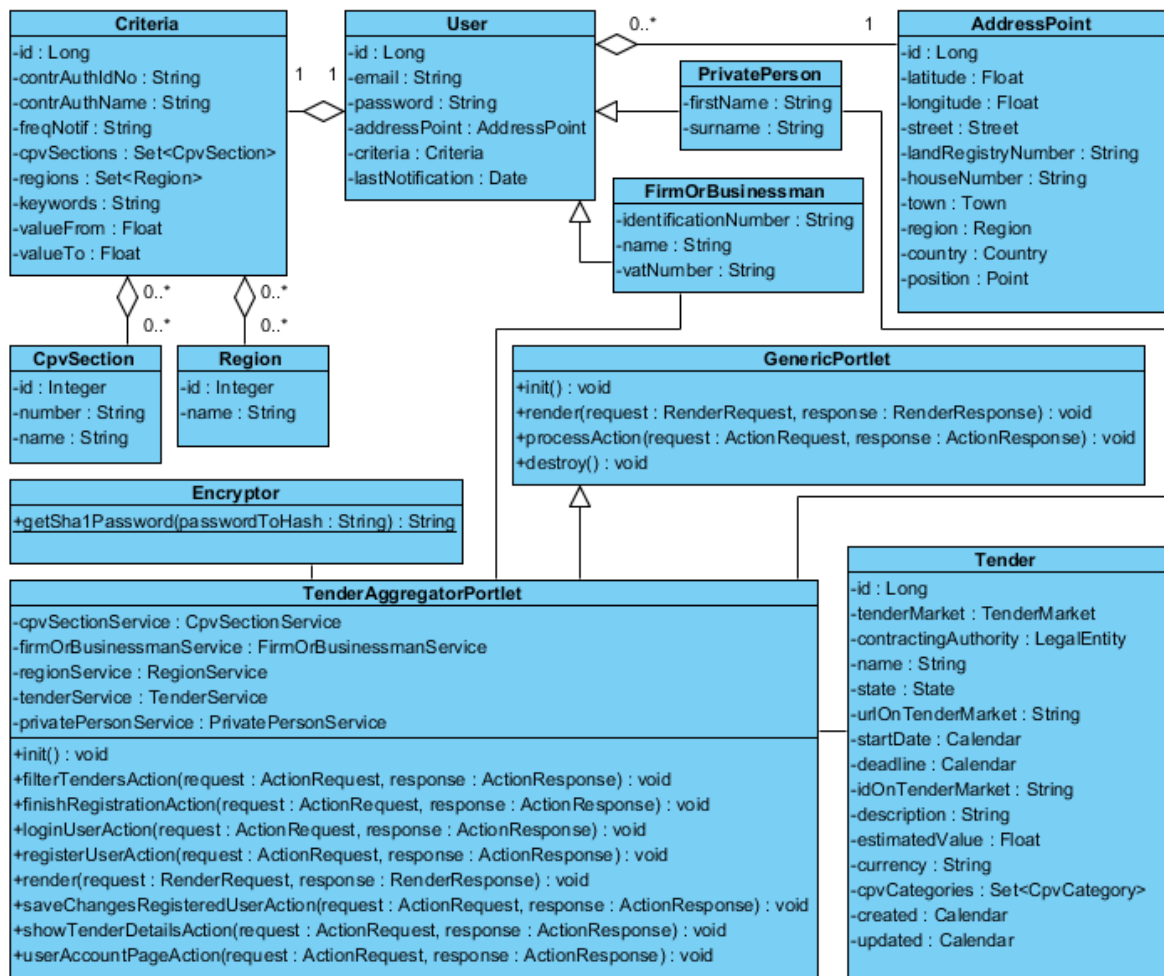 Criteria
-id : Long
-contrAuthIdNo : String
-contrAuthName : String
-freqNotif : String
-cpvSections : Set<CpvSection>
-regions : Set<Region>
-keywords : String
-valueFrom : Float
-valueTo : Float
1
1
User
-id : Long
-email : String
-password : String
-addressPoint : AddressPoint
-criteria : Criteria
-lastNotification : Date
0..*
1
AddressPoint
-id : Long
-latitude : Float
-longitude : Float
-street : Street
-landRegistryNumber : String
-houseNumber : String
-town : Town
-region : Region
-country : Country
-position : Point
PrivatePerson
-firstName : String
-surname : String
FirmOrBusinessman
-identificationNumber : String
-name : String
-vatNumber : String
0..*
0..*
0..*
0..*
CpvSection
-id : Integer
-number : String
-name : String
Region
-id : Integer
-name : String
GenericPortlet
+init() : void
+render(request : RenderRequest, response : RenderResponse) : void
+processAction(request : ActionRequest, response : ActionResponse) : void
+destroy() : void
Encryptor
+getSha1Password(passwordToHash : String) : String
TenderAggregatorPortlet
-cpvSectionService : CpvSectionService
-firmOrBusinessmanService : FirmOrBusinessmanService
-regionService : RegionService
-tenderService : TenderService
-privatePersonService : PrivatePersonService
+init() : void
+filterTendersAction(request : ActionRequest, response : ActionResponse) : void
+finishRegistrationAction(request : ActionRequest, response : ActionResponse) : void
+loginUserAction(request : ActionRequest, response : ActionResponse) : void
+registerUserAction(request : ActionRequest, response : ActionResponse) : void
+render(request : RenderRequest, response : RenderResponse) : void
+saveChangesRegisteredUserAction(request : ActionRequest, response : ActionResponse) : void
+showTenderDetailsAction(request : ActionRequest, response : ActionResponse) : void
+userAccountPageAction(request : ActionRequest, response : ActionResponse) : void
Tender
-id : Long
-tenderMarket : TenderMarket
-contractingAuthority : LegalEntity
-name : String
-state : State
-urlOnTenderMarket : String
-startDate : Calendar
-deadline : Calendar
-idOnTenderMarket : String
-description : String
-estimatedValue : Float
-currency : String
-cpvCategories : Set<CpvCategory>
-created : Calendar
-updated : Calendar